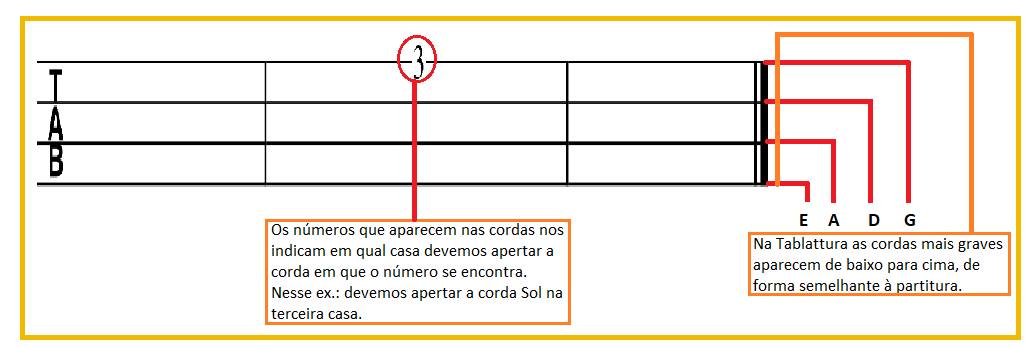 3
T
A
B
E A D G
Os números que aparecem nas cordas nos
indicam em qual casa devemos apertar a
corda em que o número se encontra.
Nesse ex.: devemos apertar a corda Sol na
terceira casa.
Na Tablattura as cordas mais graves
aparecem de baixo para cima, de
forma semelhante à partitura.